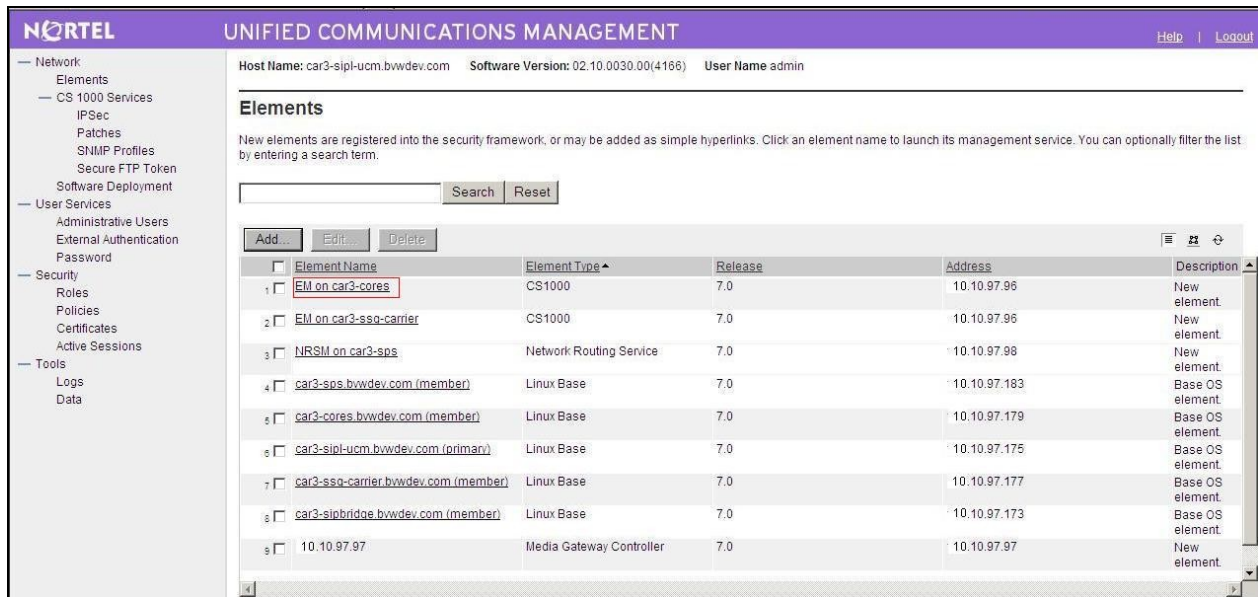 NORTEL
UNIFIED COMMUNICATIONS MANAGEMENT
Help | Logout
— Network
Elements
— CS 1000 Services
IPSec
Patches
SNMP Profiles
Secure FTP Token
Software Deployment
— User Services
Administrative Users
External Authentication
Password
— Security
Roles
Policies
Certificates
Active Sessions
— Tools
Logs
Data
Host Name: car3-sipl-ucm.bvwdev.com Software Version: 02.10.0030.00(4166) User Name admin
Elements
New elements are registered into the security framework, or may be added as simple hyperlinks. Click an element name to launch its management service. You can optionally filter the list
by entering a search term.
Search Reset
Add... Edit... Delete
Element Name Element Type Release Address Description
1 EM on car3-cores CS1000 7.0 10.10.97.96 New
element.
2 EM on car3-ssg-carrier CS1000 7.0 10.10.97.96 New
element.
3 NRSM on car3-sps Network Routing Service 7.0 10.10.97.98 New
element.
4 car3-sps.bvwdev.com (member) Linux Base 7.0 10.10.97.183 Base OS
element.
5 car3-cores.bvwdev.com (member) Linux Base 7.0 10.10.97.179 Base OS
element.
6 car3-sipl-ucm.bvwdev.com (primary) Linux Base 7.0 10.10.97.175 Base OS
element.
7 car3-ssg-carrier.bvwdev.com (member) Linux Base 7.0 10.10.97.177 Base OS
element.
8 car3-sipbridge.bvwdev.com (member) Linux Base 7.0 10.10.97.173 Base OS
element.
9 10.10.97.97 Media Gateway Controller 7.0 10.10.97.97 New
element.